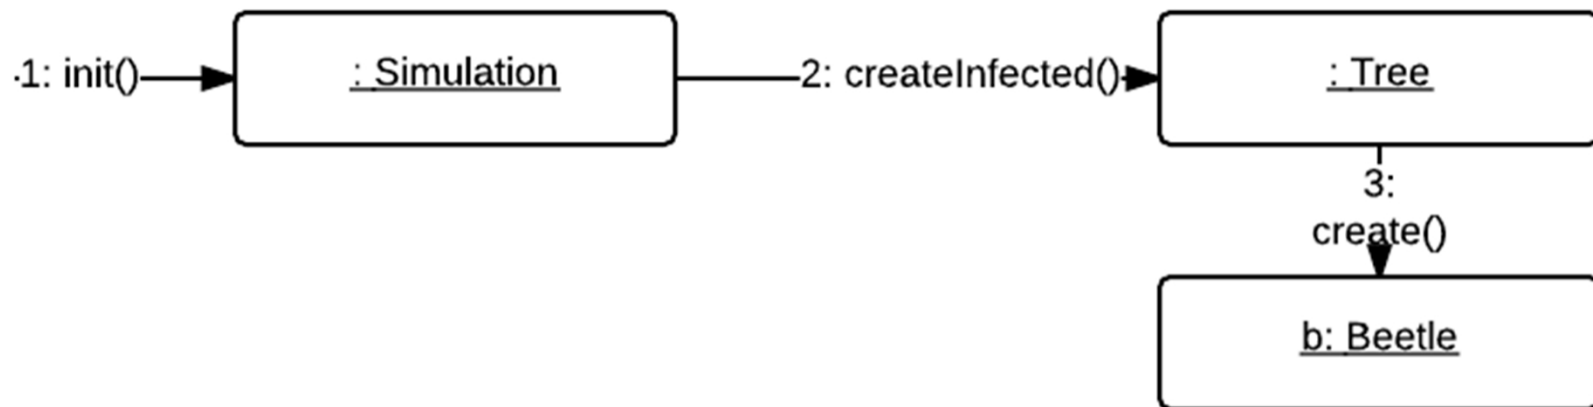 1: init()
: Simulation
2: createInfected()
: Tree
3:
create()
b: Beetle